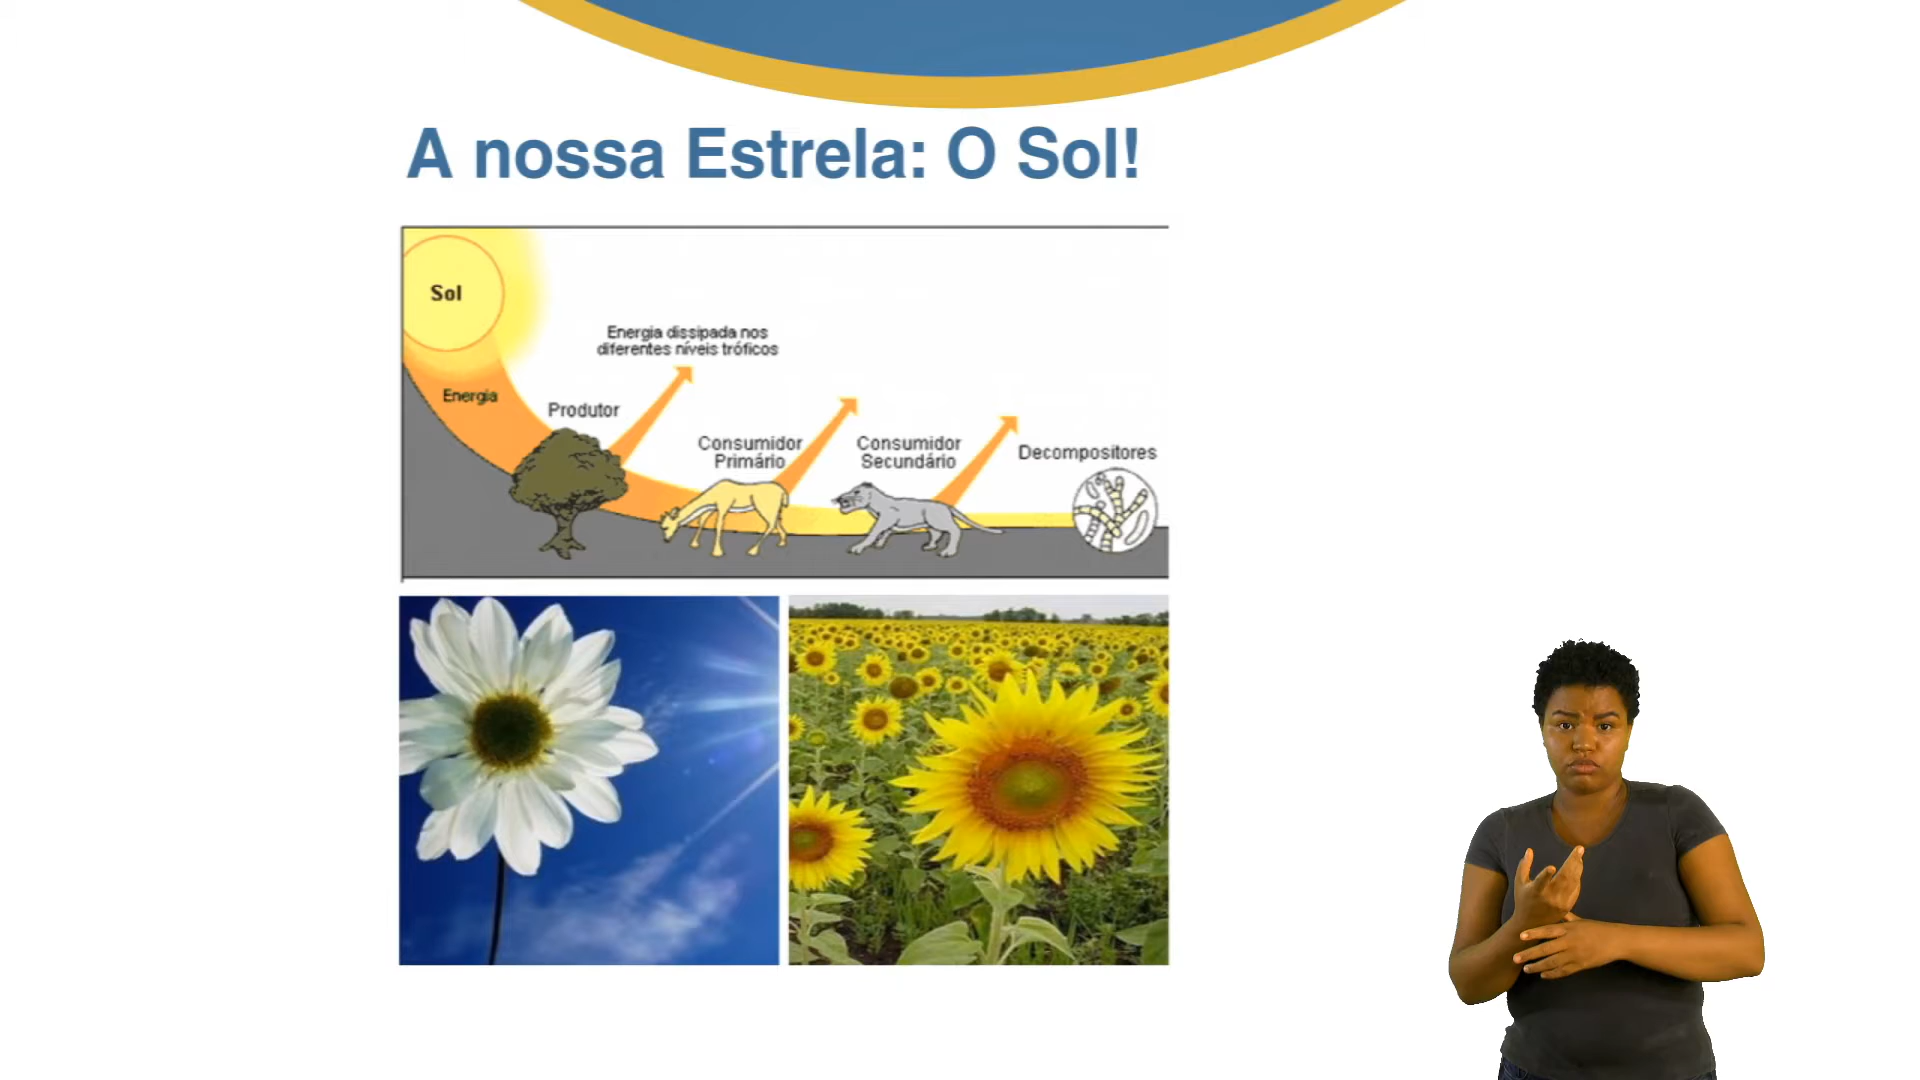 A nossa Estrela: O Sol!
Sol
Energia dissipada nos
diferentes níveis tróficos
Energia
Produtor
Consumidor
Primário
Consumidor
Secundário
Decompositores